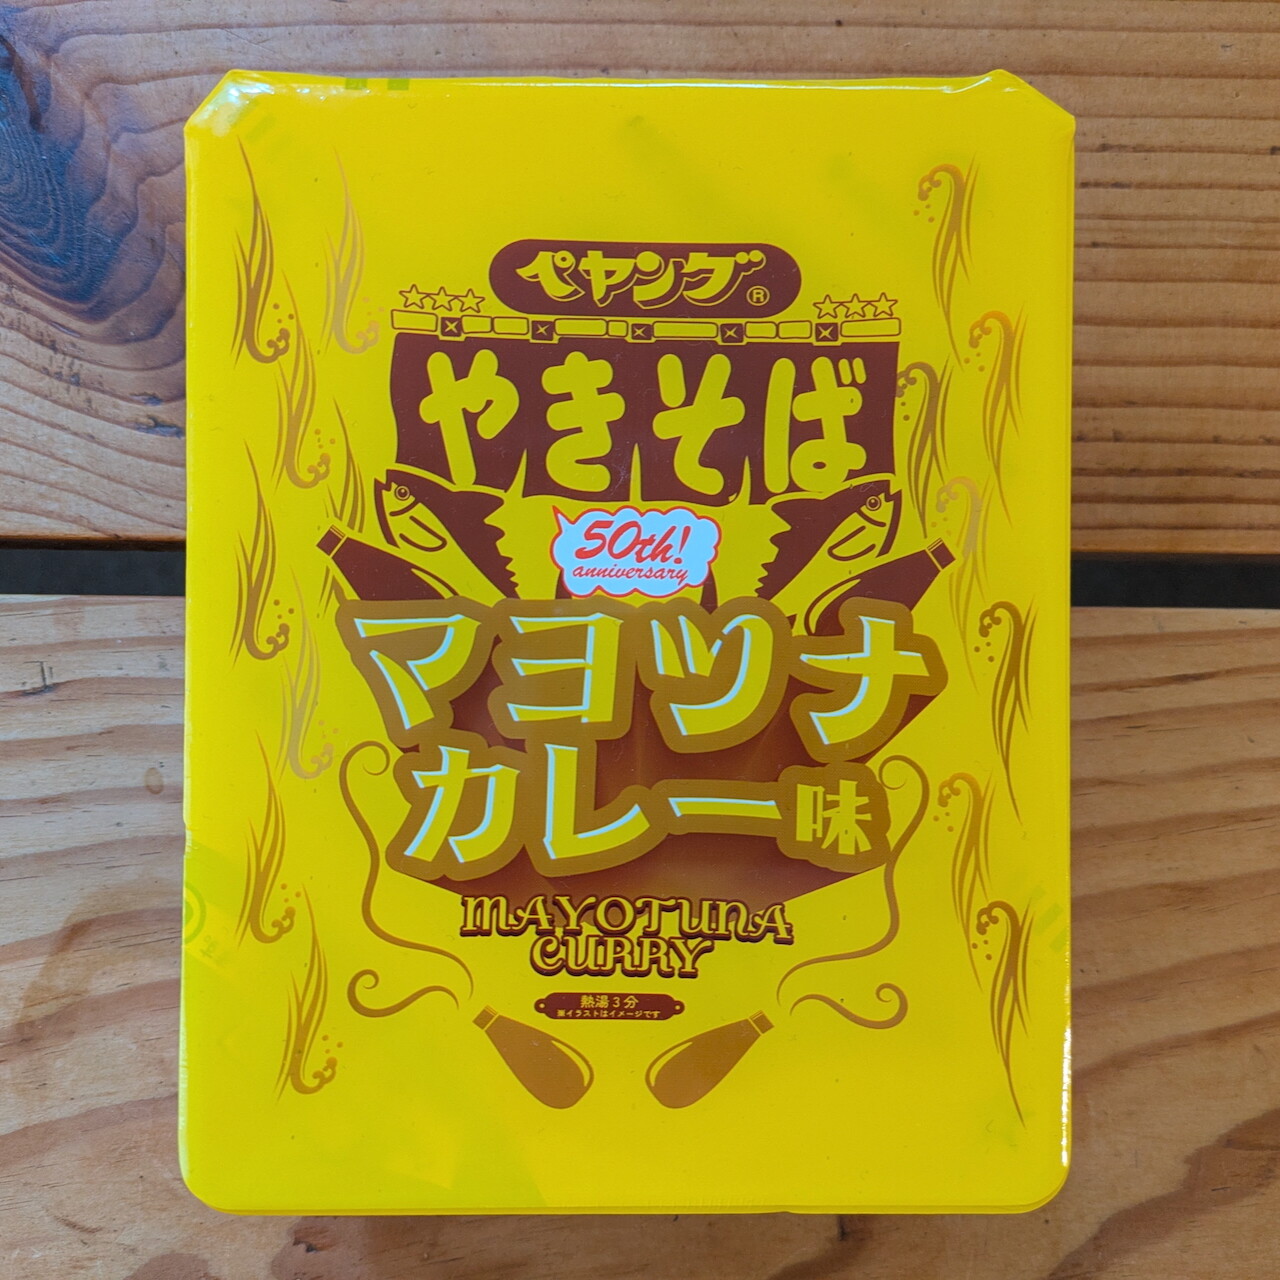 ペヤング®
やきそば
50th!
anniversary
マヨツナ
カレー味
MAYOTUNA
CURRY
熱湯3分
※イラストはイメージです